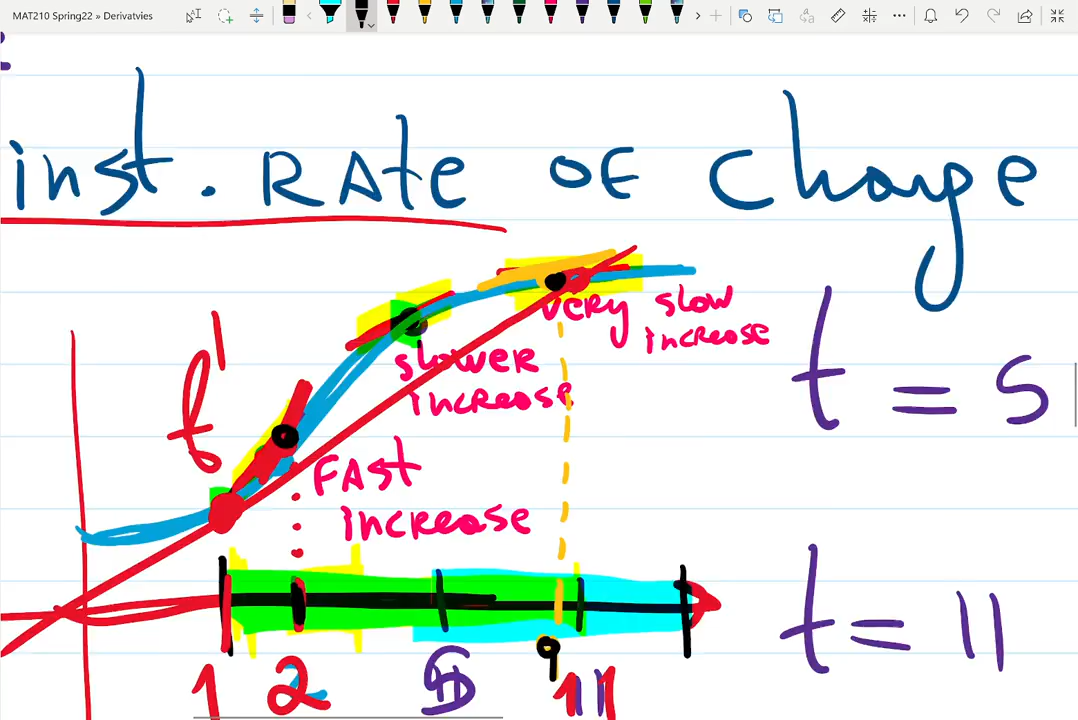 MAT210 Spring22 » Derivatvies
inst. RATE OF Change
very slow
increase
t = 5
slower
increase
f'
FAST
increase
t = 11
1 2 5 9 11